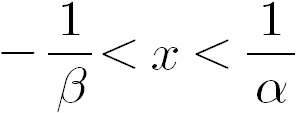 $-\frac{1}{\beta} < x < \frac{1}{\alpha}$